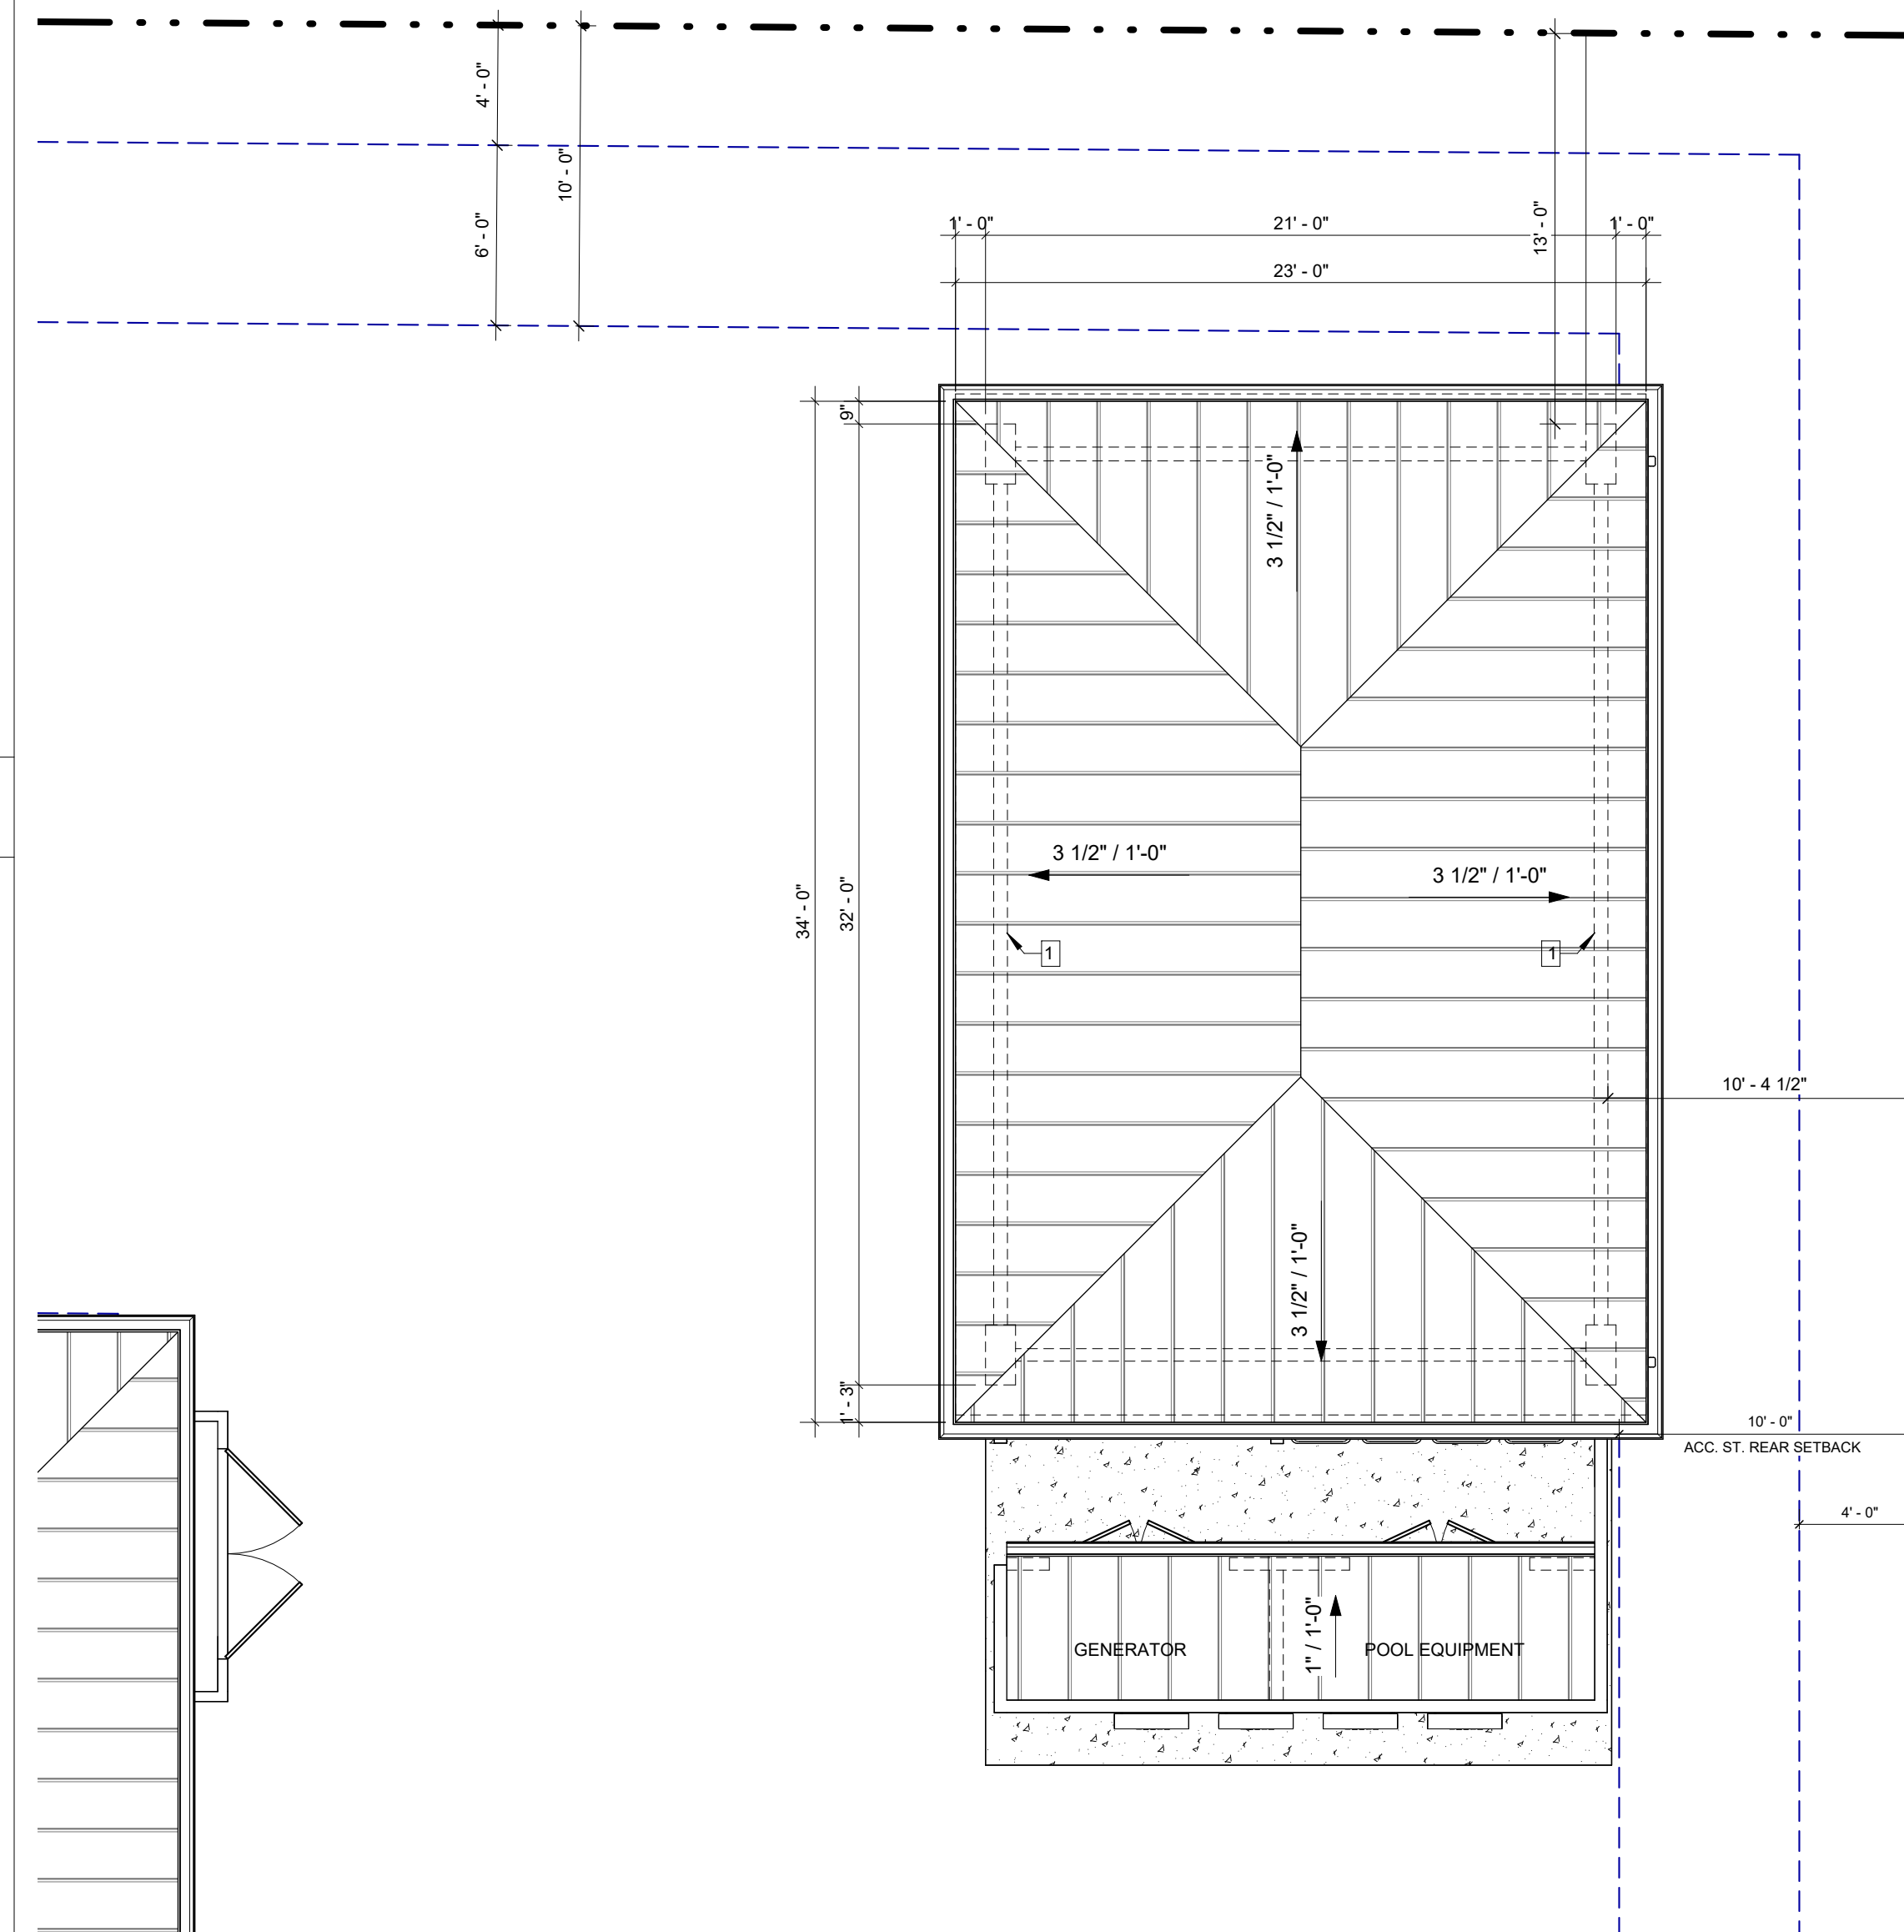 4' - 0"
10' - 0"
6' - 0"
13' - 0"
1' - 0"
21' - 0"
1' - 0"
23' - 0"
9"
3 1/2" / 1'-0"
3 1/2" / 1'-0"
3 1/2" / 1'-0"
34' - 0"
32' - 0"
1
1
10' - 4 1/2"
3 1/2" / 1'-0"
1' - 3"
10' - 0"
ACC. ST. REAR SETBACK
4' - 0"
1" / 1'-0"
GENERATOR
POOL EQUIPMENT